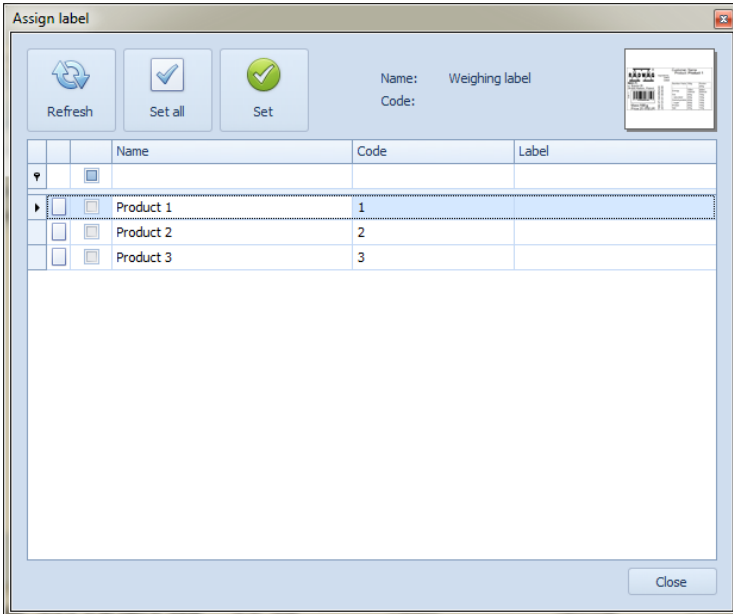 Assign label
Refresh
Set all
Set
Name: Weighing label
Code:
RADWAG
Name Code Label
Product 1 1
Product 2 2
Product 3 3
Close